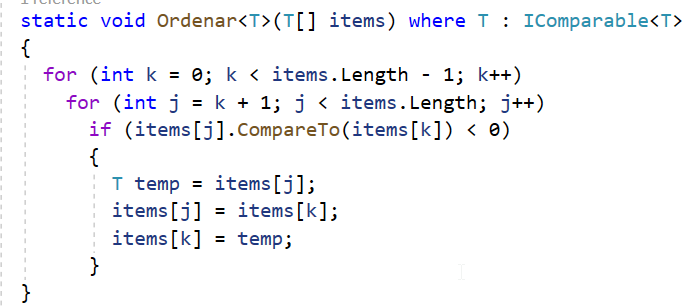 1 reference
static void Ordenar<T>(T[] items) where T : IComparable<T>
{
for (int k = 0; k < items.Length - 1; k++)
for (int j = k + 1; j < items.Length; j++)
if (items[j].CompareTo(items[k]) < 0)
{
T temp = items[j];
items[j] = items[k];
items[k] = temp;
}
}